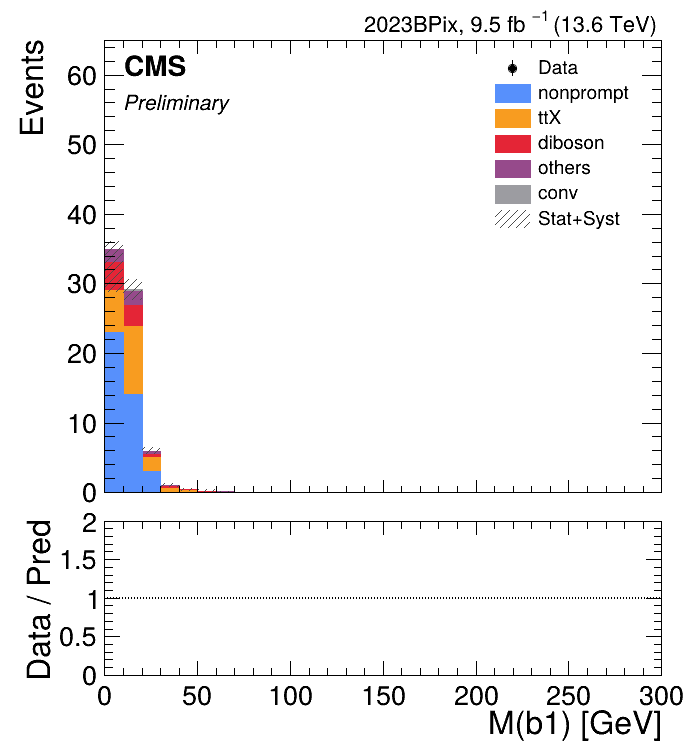 2023BPix, 9.5 fb⁻¹ (13.6 TeV)
CMS
Preliminary
Events
60
50
40
30
20
10
0
Data
nonprompt
ttX
diboson
others
conv
Stat+Syst
Data / Pred
2
1.5
1
0.5
0
0 50 100 150 200 250 300
M(b1) [GeV]